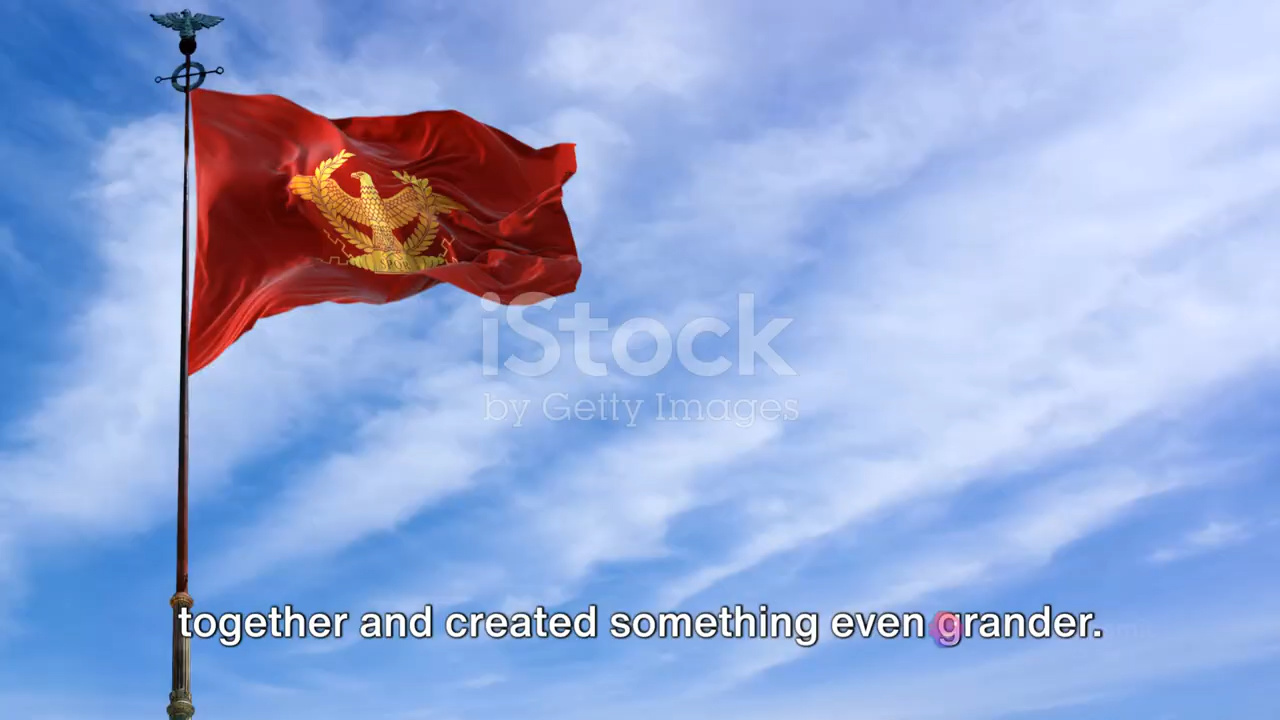 iStock
by Getty Images
together and created something even grander.